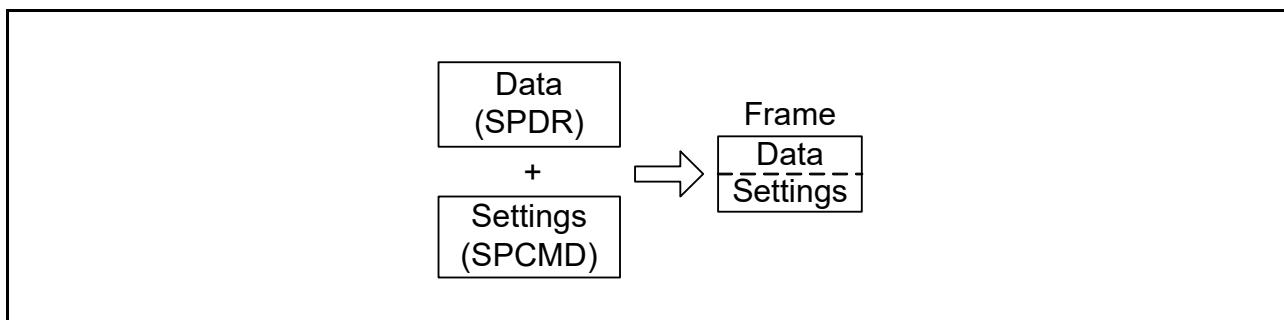 Data
(SPDR)
+
Settings
(SPCMD)
Frame
Data
Settings